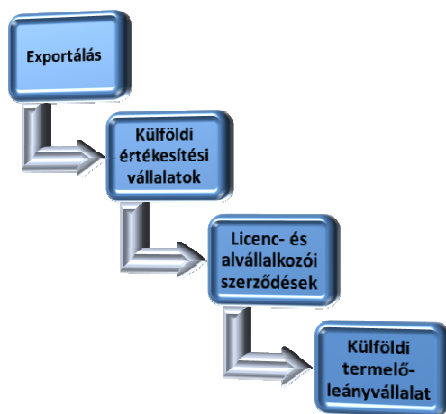 Exportálás
Külföldi
értékesítési
vállalatok
Licenc- és
alvállalkozói
szerződések
Külföldi
termelő-
leányvállalat